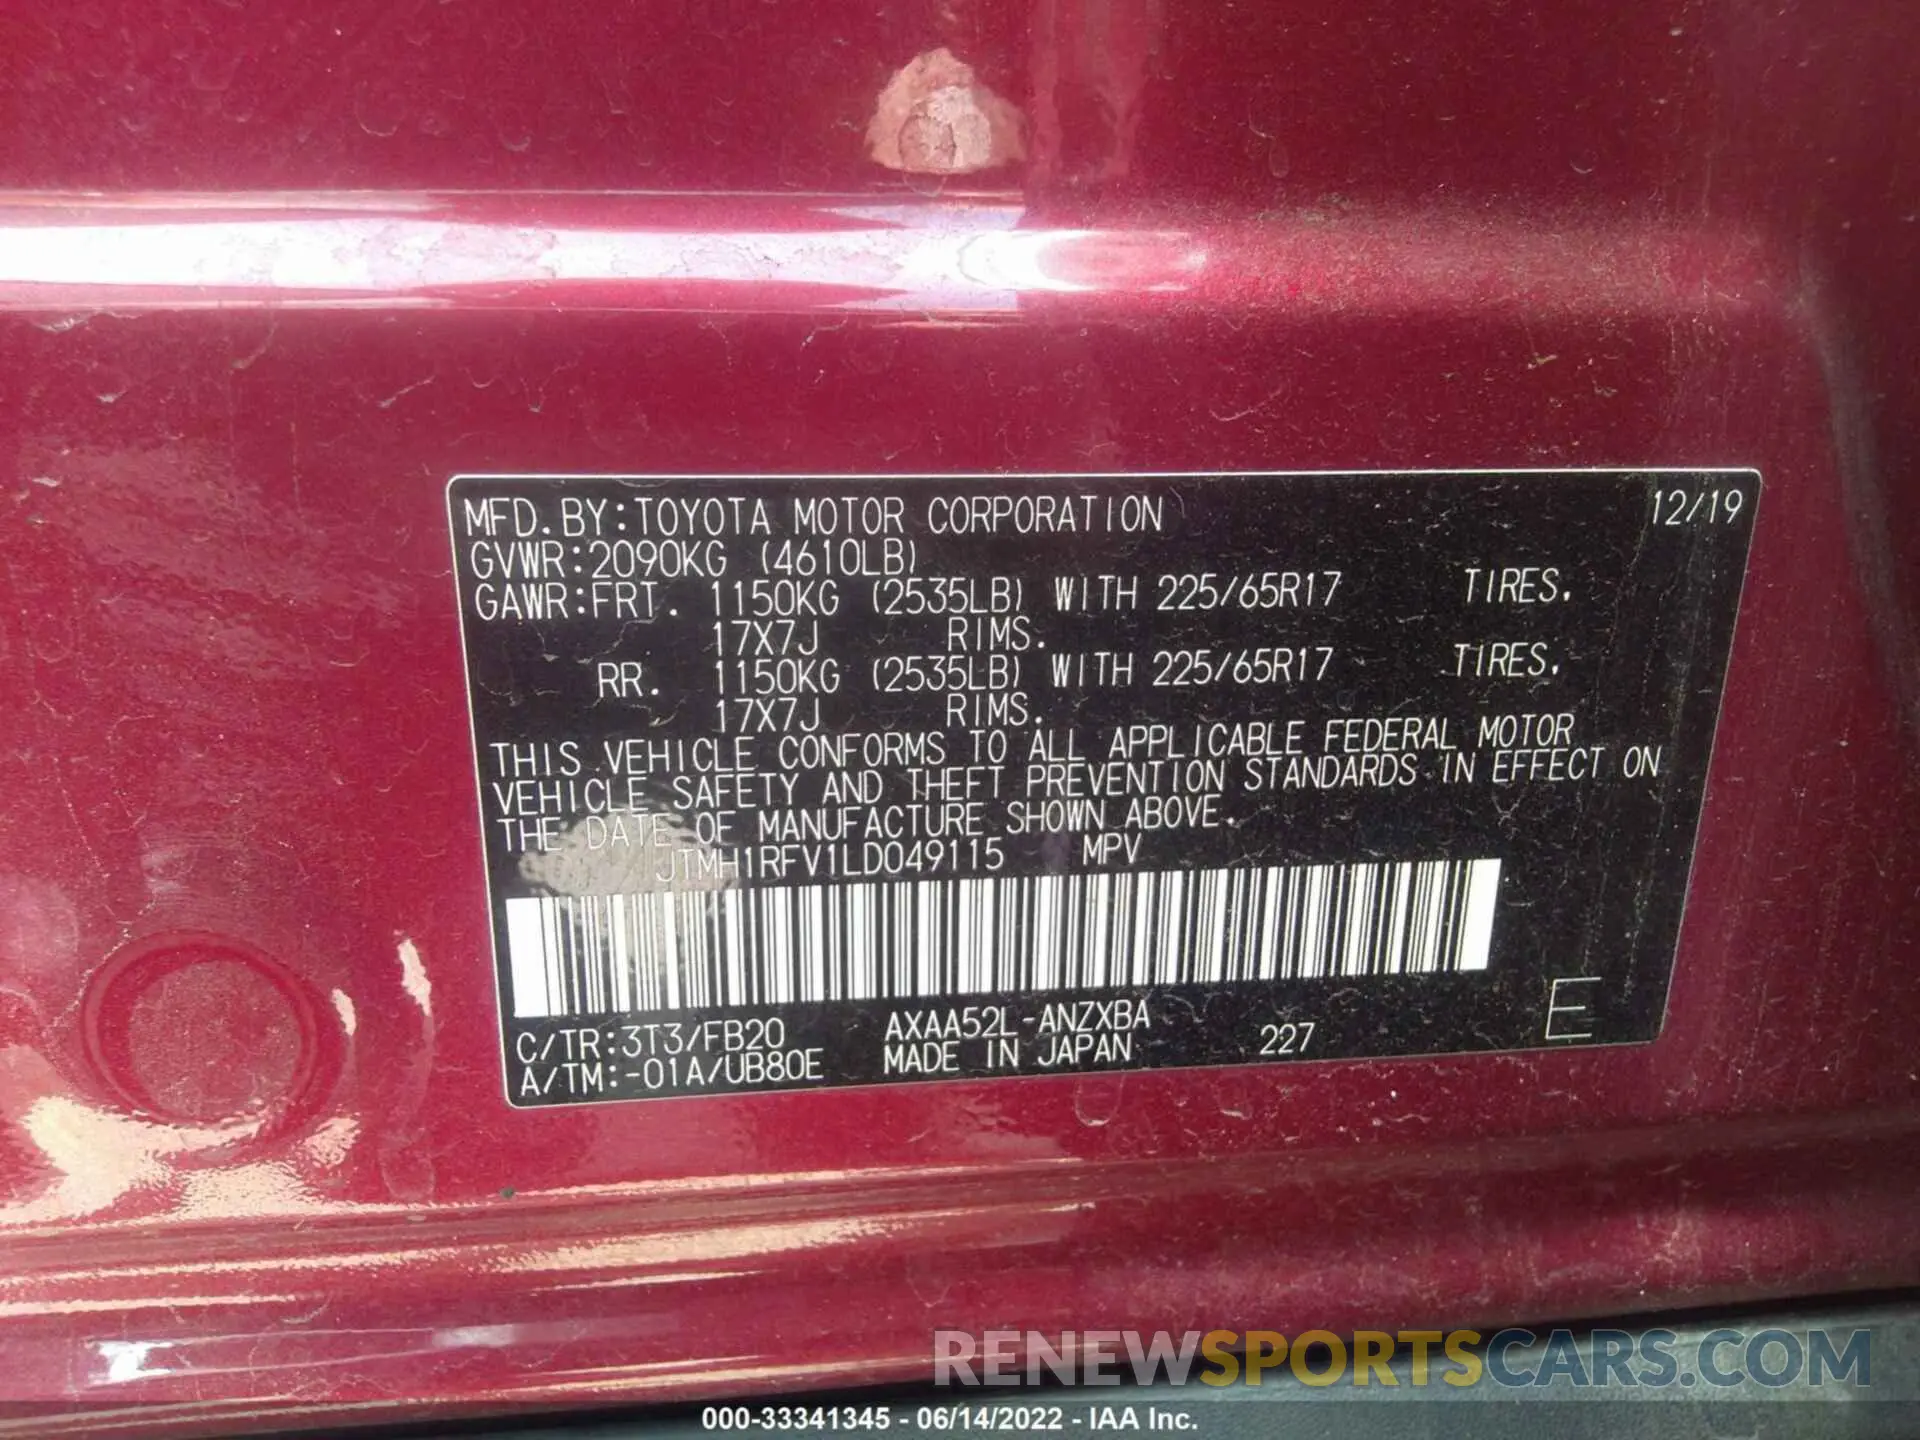 MFD.BY:TOYOTA MOTOR CORPORATION 12/19
GVWR:2090KG (4610LB)
GAWR:FRT. 1150KG (2535LB) WITH 225/65R17 TIRES.
17X7J RIMS.
RR. 1150KG (2535LB) WITH 225/65R17 TIRES.
17X7J RIMS.
THIS VEHICLE CONFORMS TO ALL APPLICABLE FEDERAL MOTOR
VEHICLE SAFETY AND THEFT PREVENTION STANDARDS IN EFFECT ON
THE DATE OF MANUFACTURE SHOWN ABOVE.
JTMH1RFV1LD049115 MPV
C/TR:3T3/FB20 AXAA52L-ANZXBA 227 E
A/TM:-01A/UB80E MADE IN JAPAN
RENEWSPORTSCARS.COM
000-33341345 - 06/14/2022 - IAA Inc.